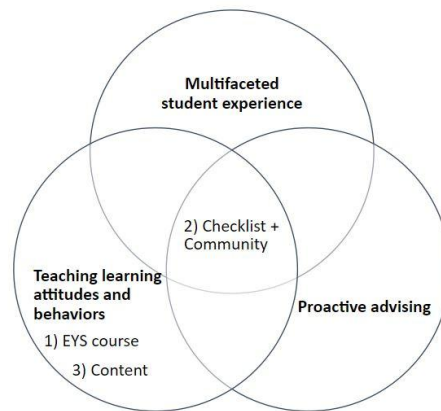 Multifaceted
student experience
2) Checklist +
Community
Teaching learning
attitudes and
behaviors
Proactive advising
1) EYS course
3) Content